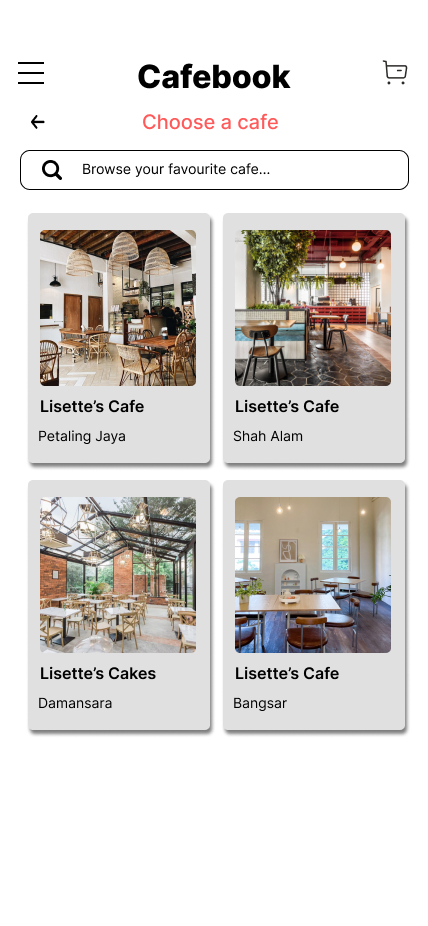 Cafebook
Choose a cafe
Browse your favourite cafe...
Lisette’s Cafe
Petaling Jaya
Lisette’s Cafe
Shah Alam
Lisette’s Cakes
Damansara
Lisette’s Cafe
Bangsar